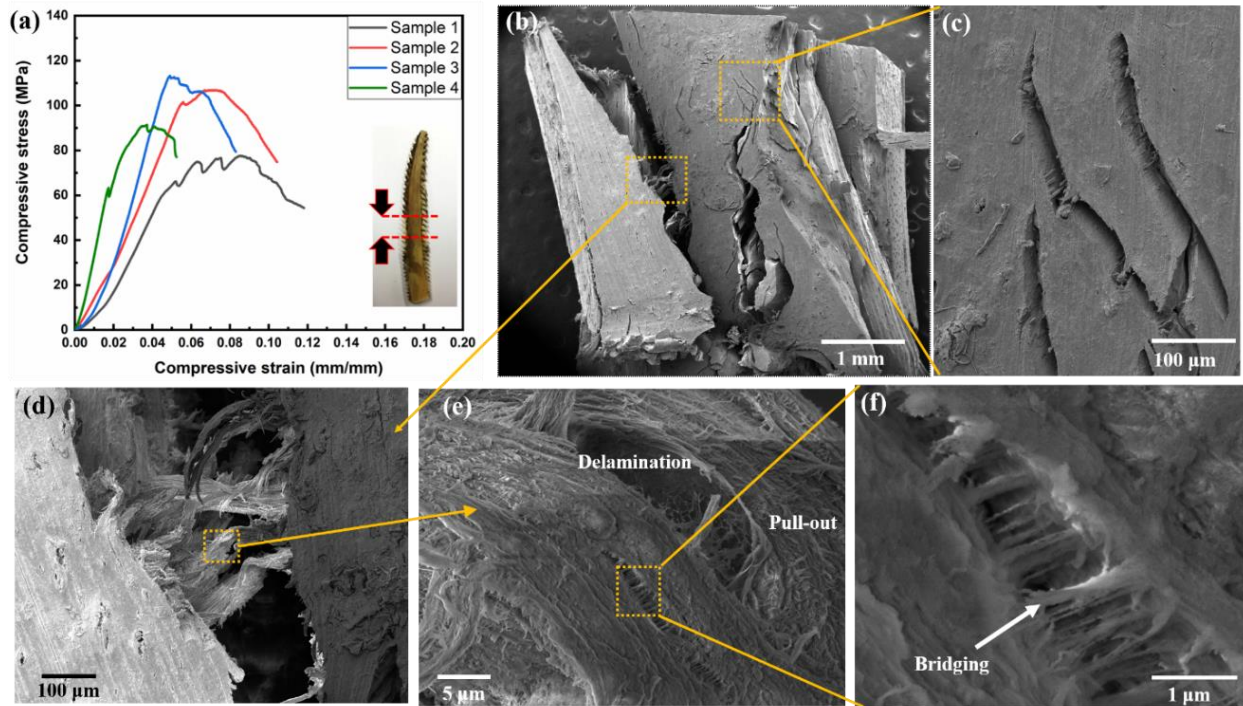 (a)
140
120
100
80
60
40
20
0
Compressive stress (MPa)
0.00 0.02 0.04 0.06 0.08 0.10 0.12 0.14 0.16 0.18 0.20
Compressive strain (mm/mm)
Sample 1
Sample 2
Sample 3
Sample 4
(b)
1 mm
(c)
100 µm
(d)
100 µm
(e)
Delamination
Pull-out
5 µm
(f)
Bridging
1 µm